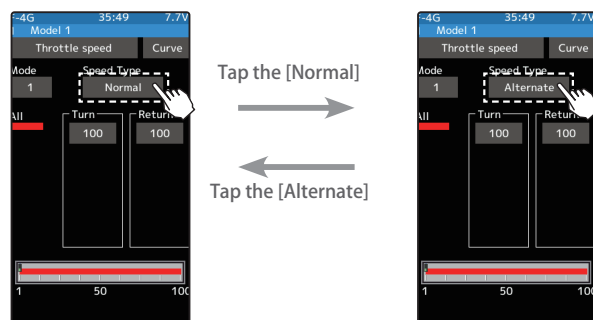 F-4G 35:49 7.7V
Model 1
Throttle speed Curve
Mode Speed Type
1 Normal
All Turn Return
100 100
1 50 100
Tap the [Normal]
Tap the [Alternate]
F-4G 35:49 7.7V
Model 1
Throttle speed Curve
Mode Speed Type
1 Alternate
All Turn Return
100 100
1 50 100